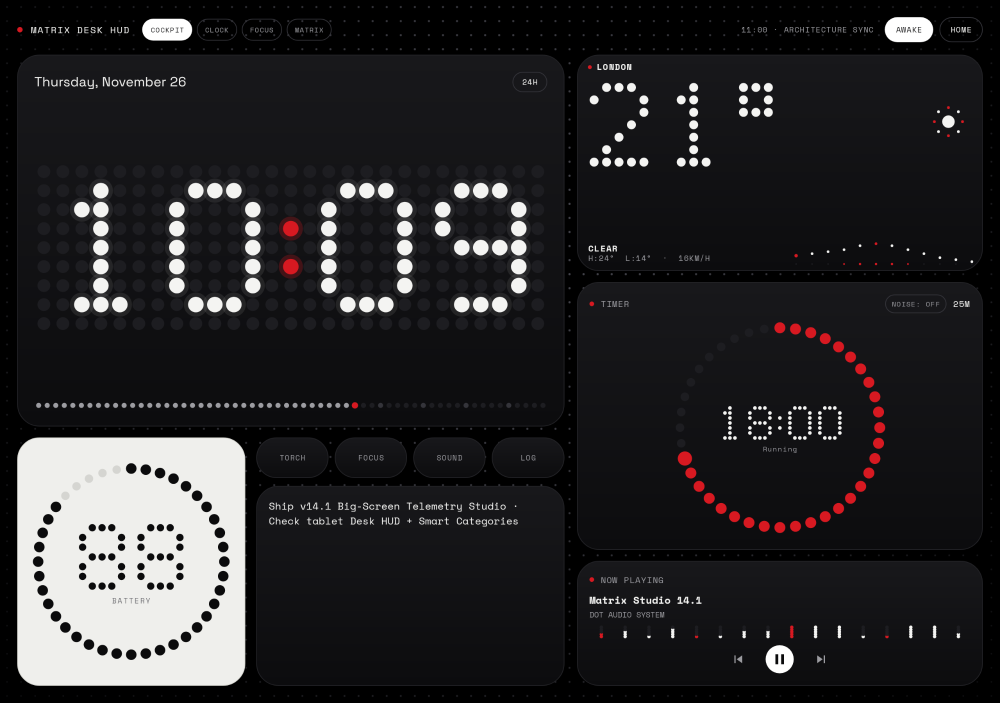 MATRIX DESK HUD
COCKPIT
CLOCK
FOCUS
MATRIX
11:00 · ARCHITECTURE SYNC
AWAKE
HOME
Thursday, November 26
24H
10:09
LONDON
21°
CLEAR
H:24° L:14° · 16KM/H
TIMER
NOISE: OFF
25M
18:00
Running
88
BATTERY
TORCH
FOCUS
SOUND
LOG
Ship v14.1 Big-Screen Telemetry Studio ·
Check tablet Desk HUD + Smart Categories
NOW PLAYING
Matrix Studio 14.1
DOT AUDIO SYSTEM